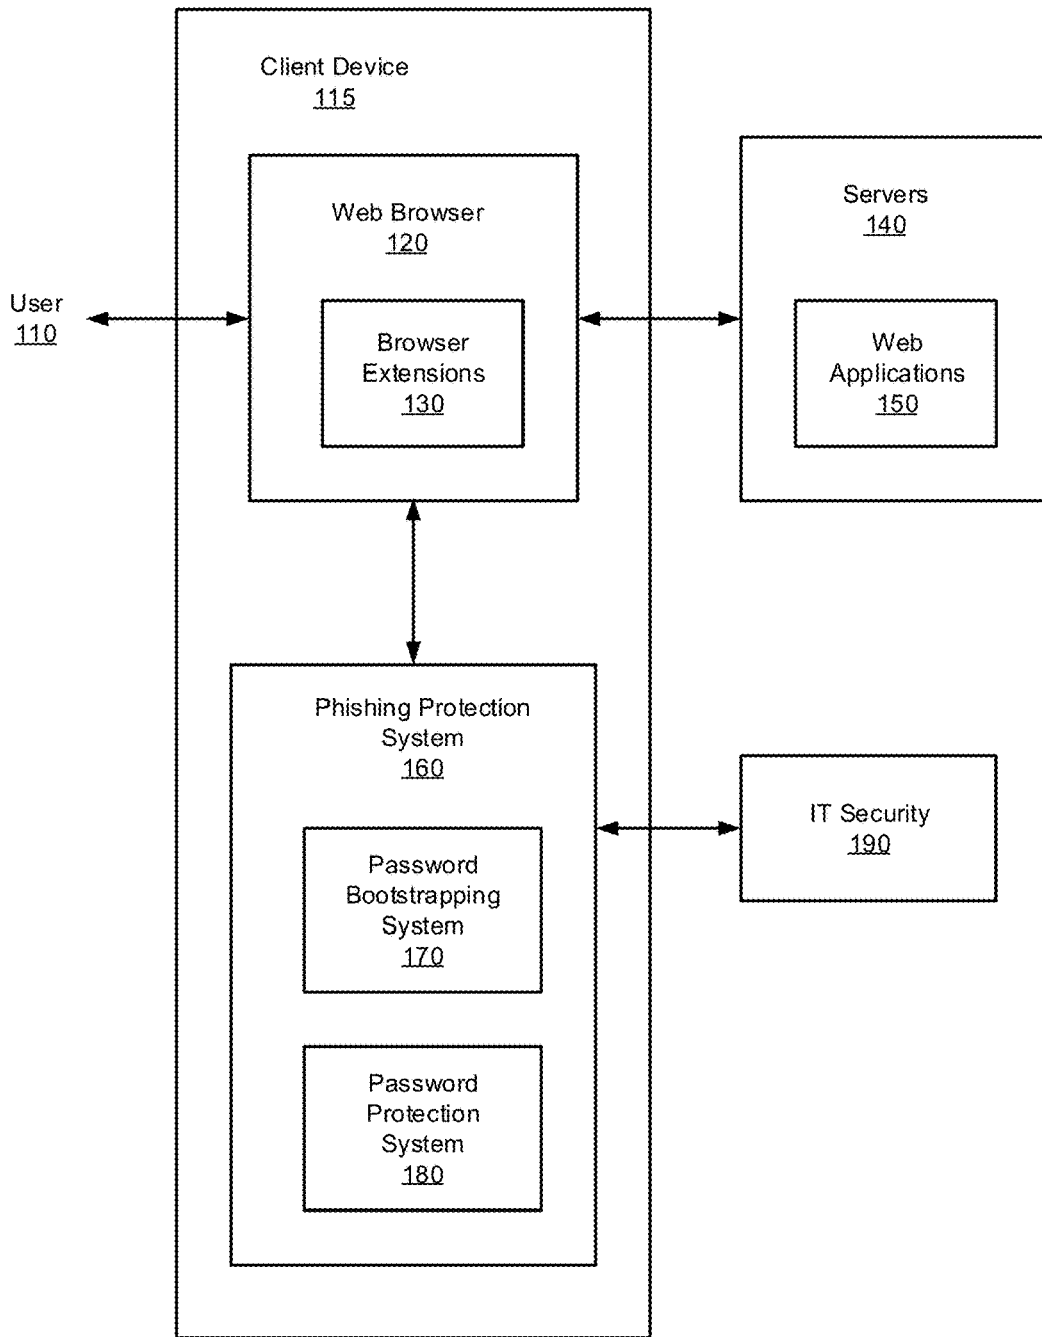 Client Device
115
Web Browser
120
Servers
140
User
110
Browser
Extensions
130
Web
Applications
150
Phishing Protection
System
160
IT Security
190
Password
Bootstrapping
System
170
Password
Protection
System
180